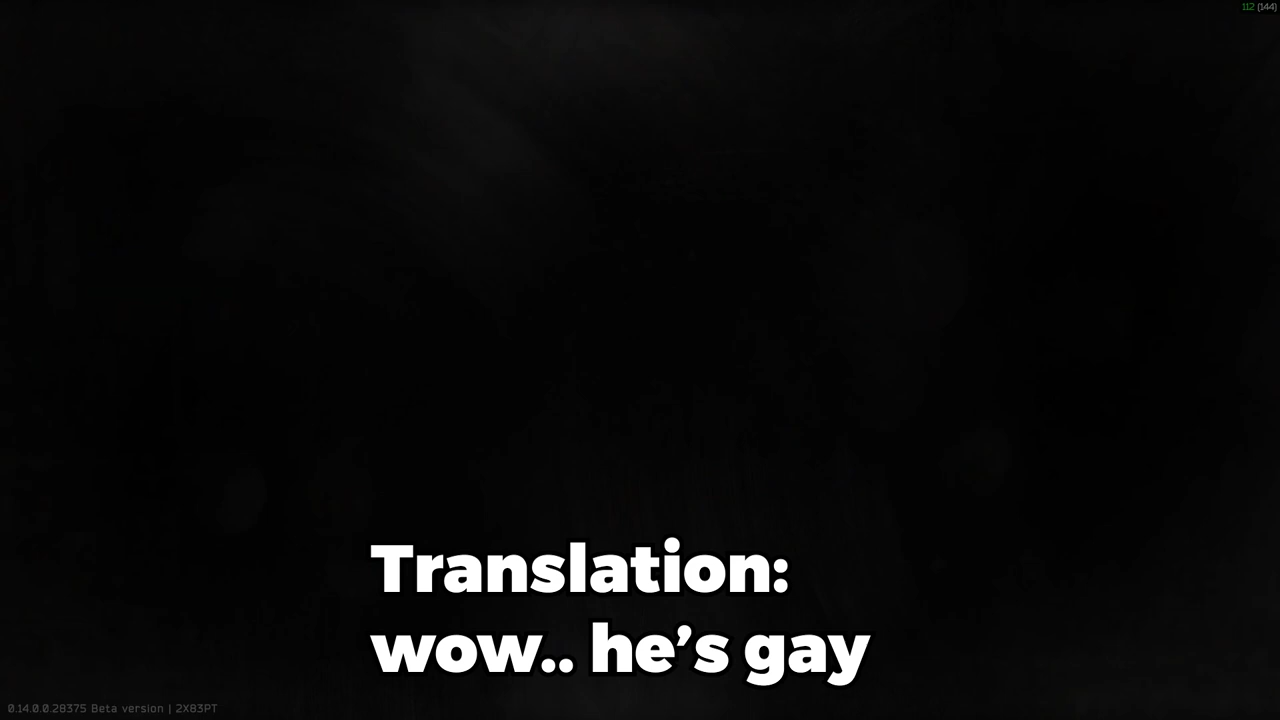 112 (144)
Translation:
wow.. he’s gay
0.14.0.0.28375 Beta version | 2X83PT